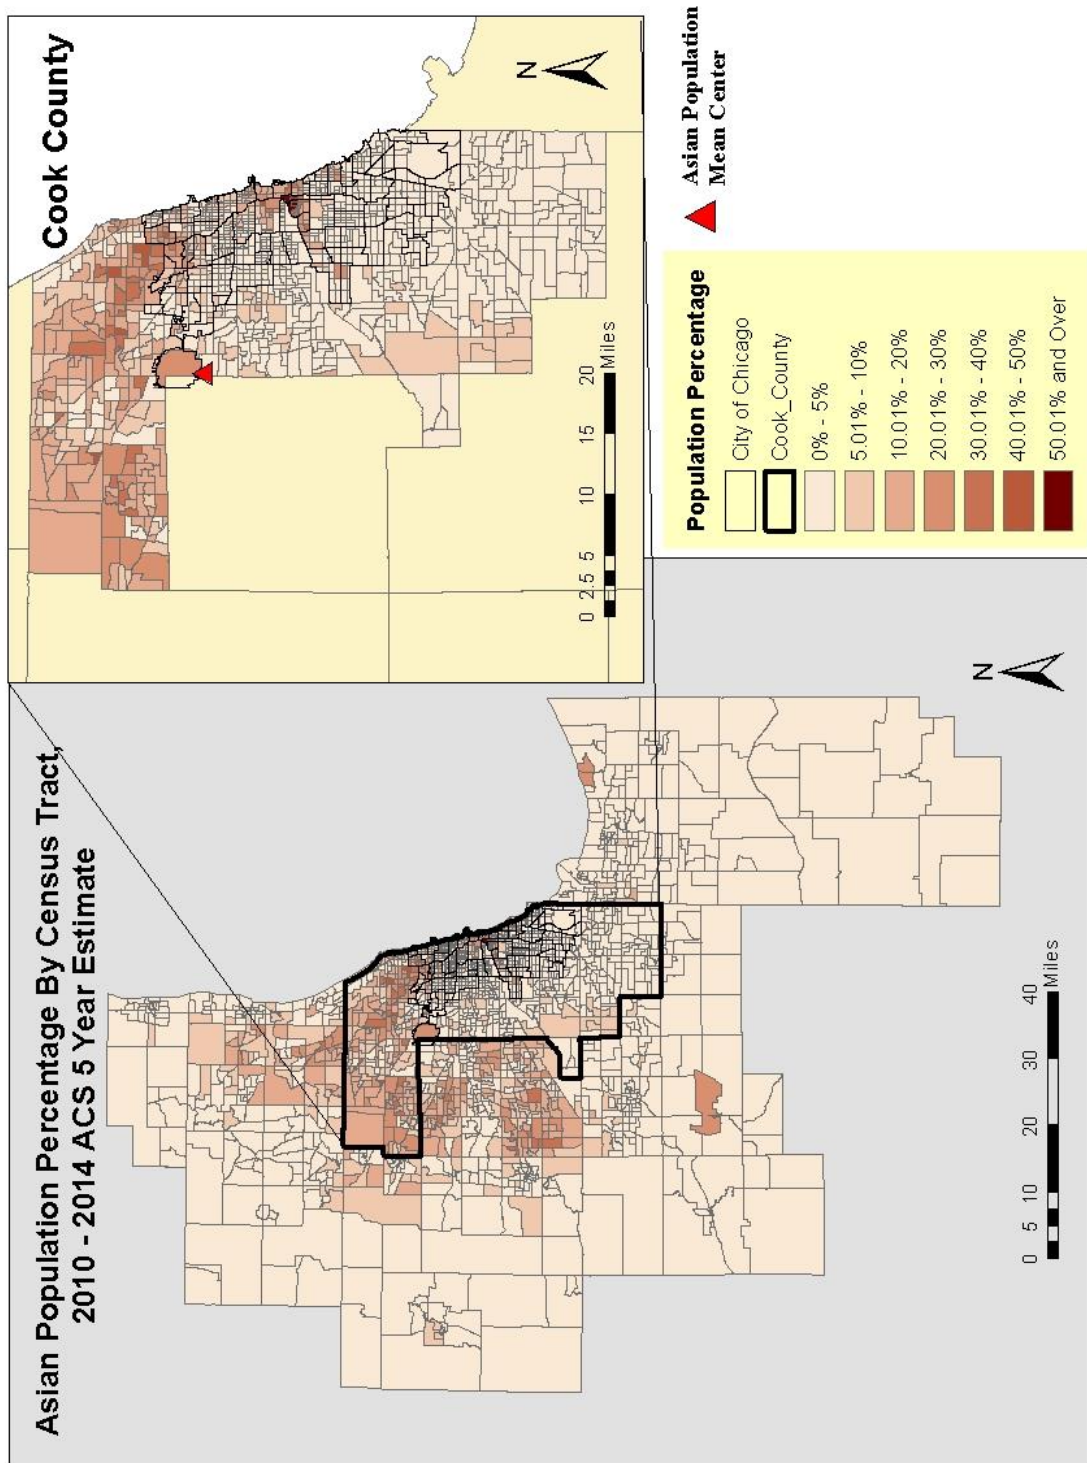 Asian Population Percentage By Census Tract,
2010 - 2014 ACS 5 Year Estimate
N
0 5 10 20 30 40
Miles
Cook County
N
0 2.5 5 10 15 20
Miles
Population Percentage
City of Chicago
Cook_County
0% - 5%
5.01% - 10%
10.01% - 20%
20.01% - 30%
30.01% - 40%
40.01% - 50%
50.01% and Over
Asian Population
Mean Center